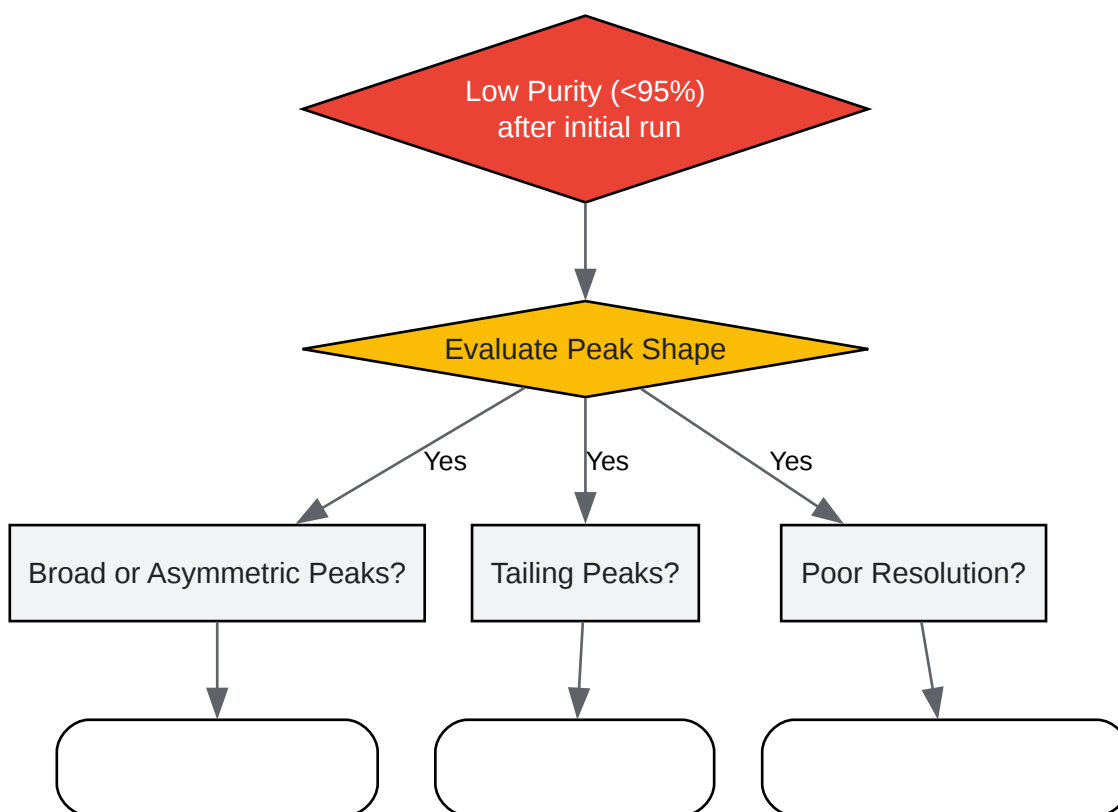 Low Purity (<95%)
after initial run
Evaluate Peak Shape
Yes
Yes
Yes
Broad or Asymmetric Peaks?
Tailing Peaks?
Poor Resolution?